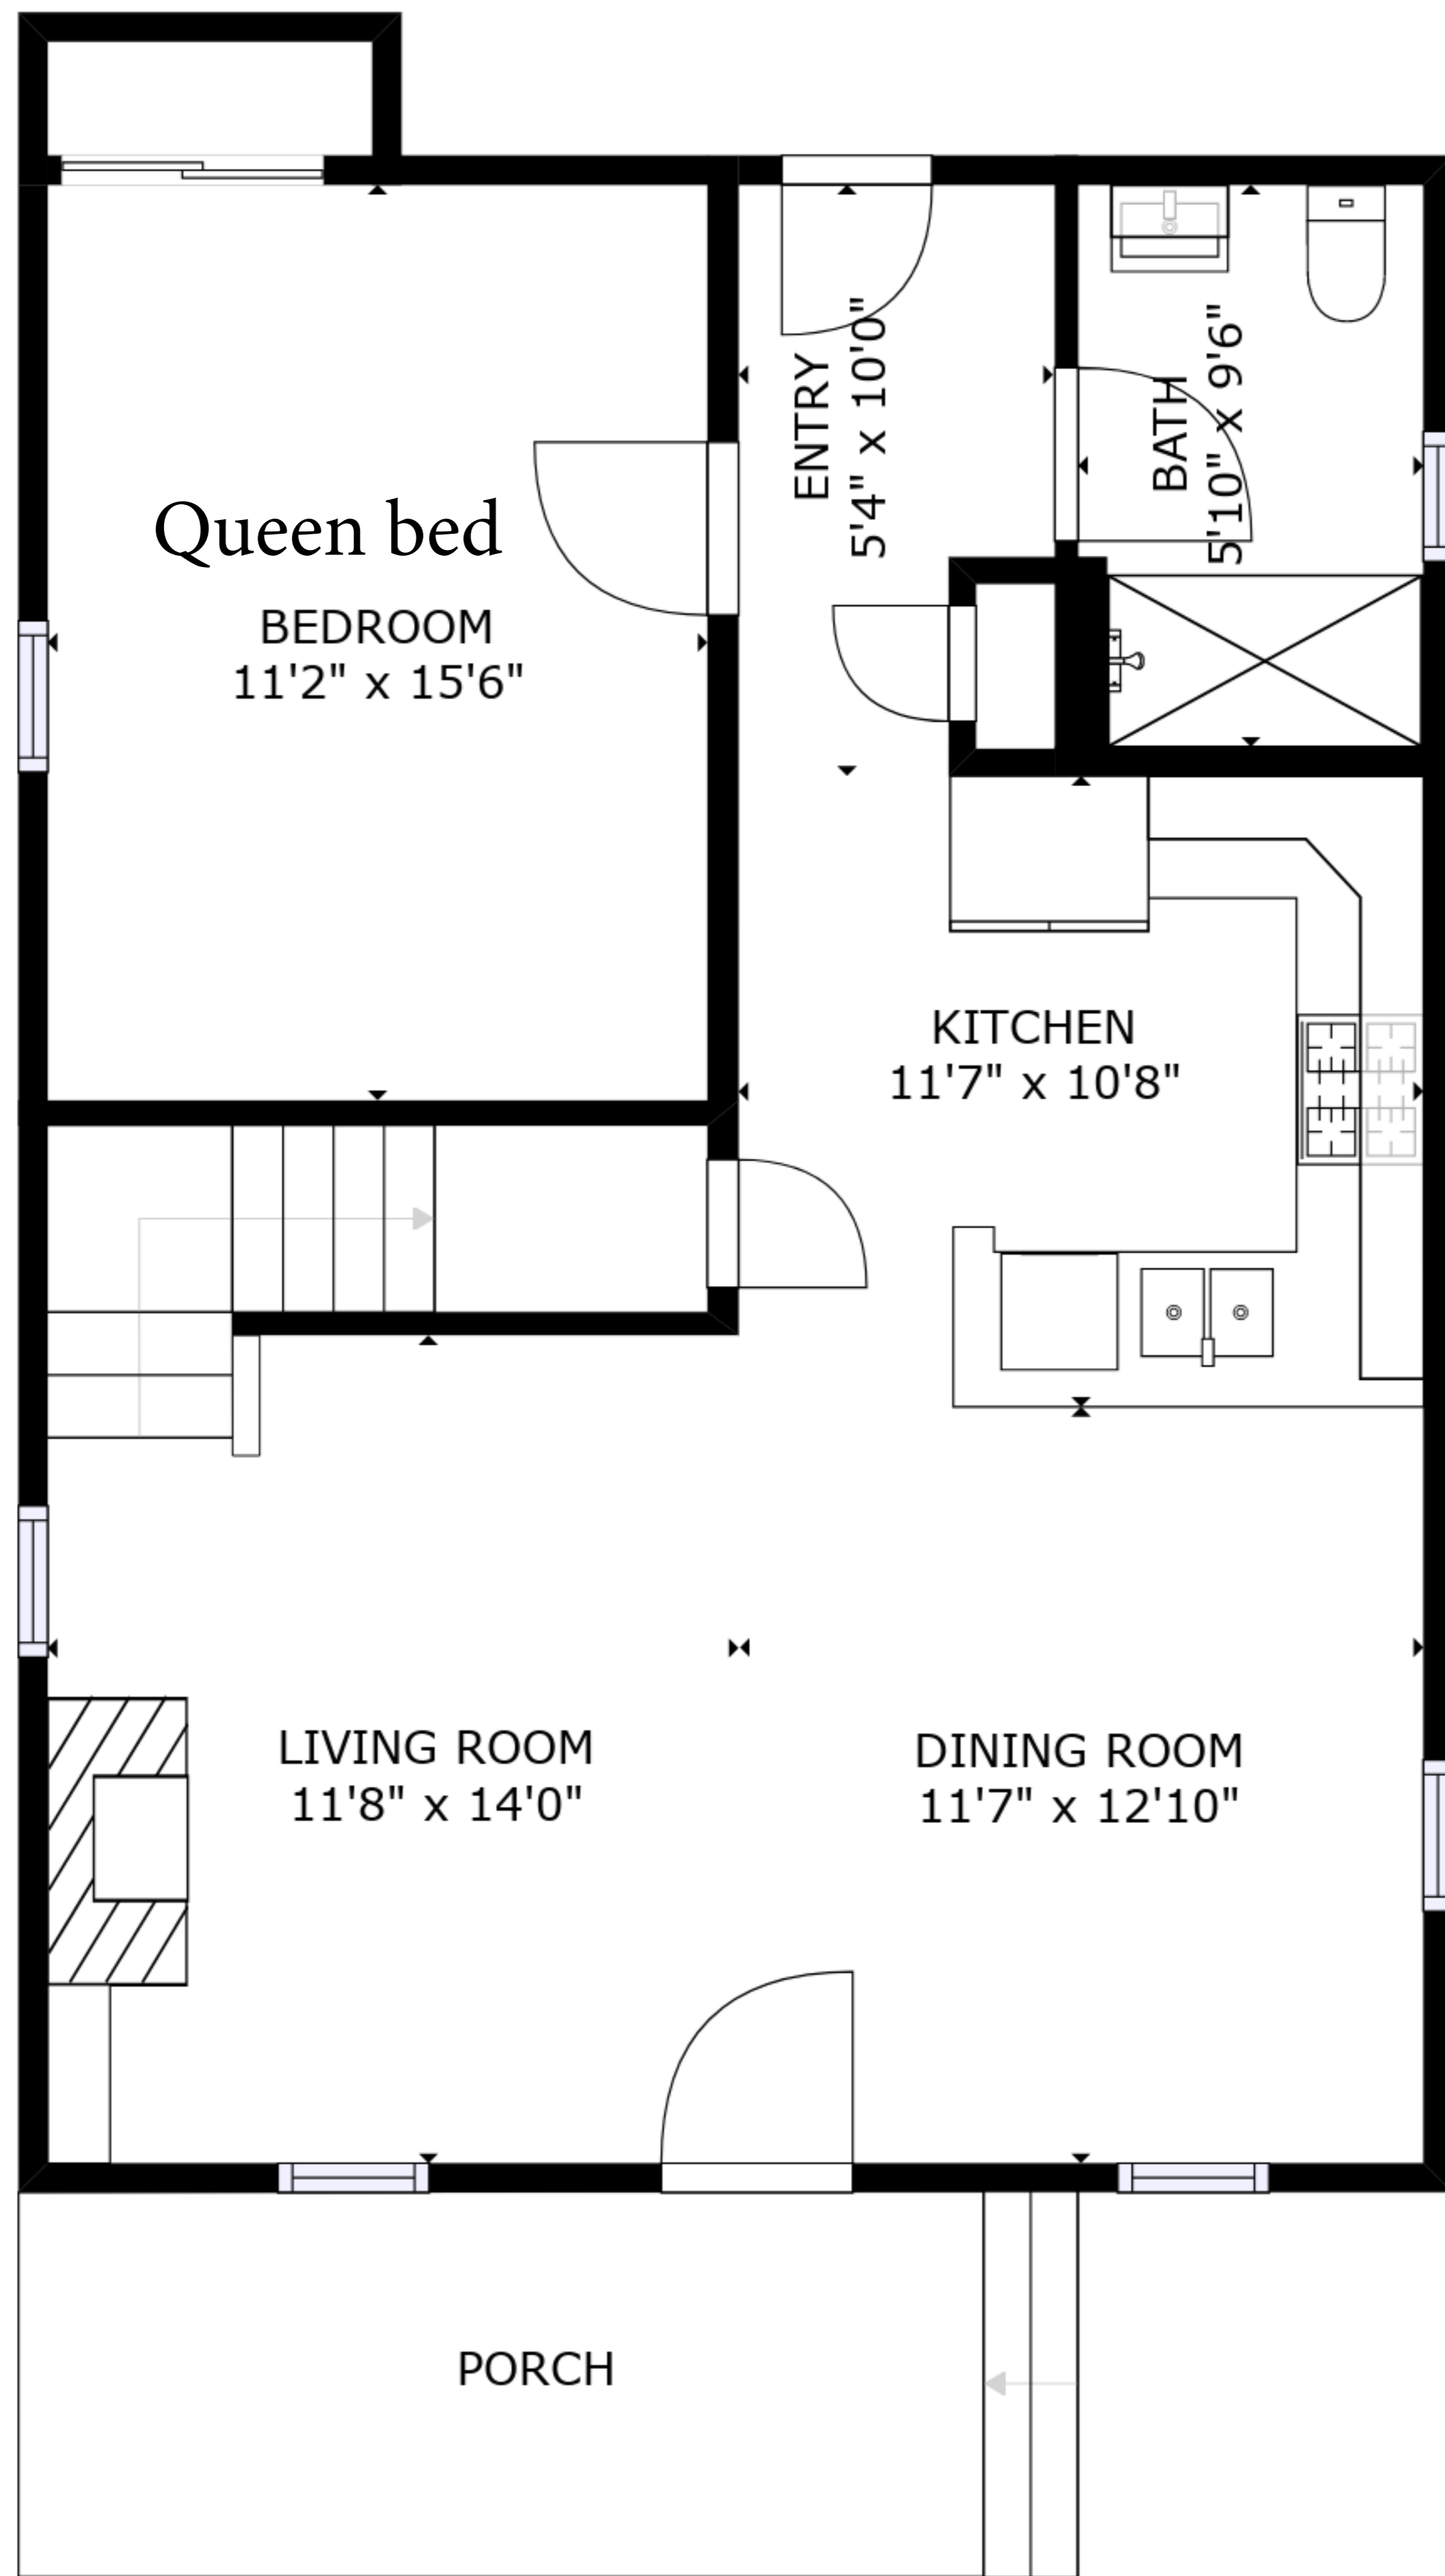 ENTRY
5'4" x 10'0"
BATH
5'10" x 9'6"
Queen bed
BEDROOM
11'2" x 15'6"
KITCHEN
11'7" x 10'8"
LIVING ROOM
11'8" x 14'0"
DINING ROOM
11'7" x 12'10"
PORCH